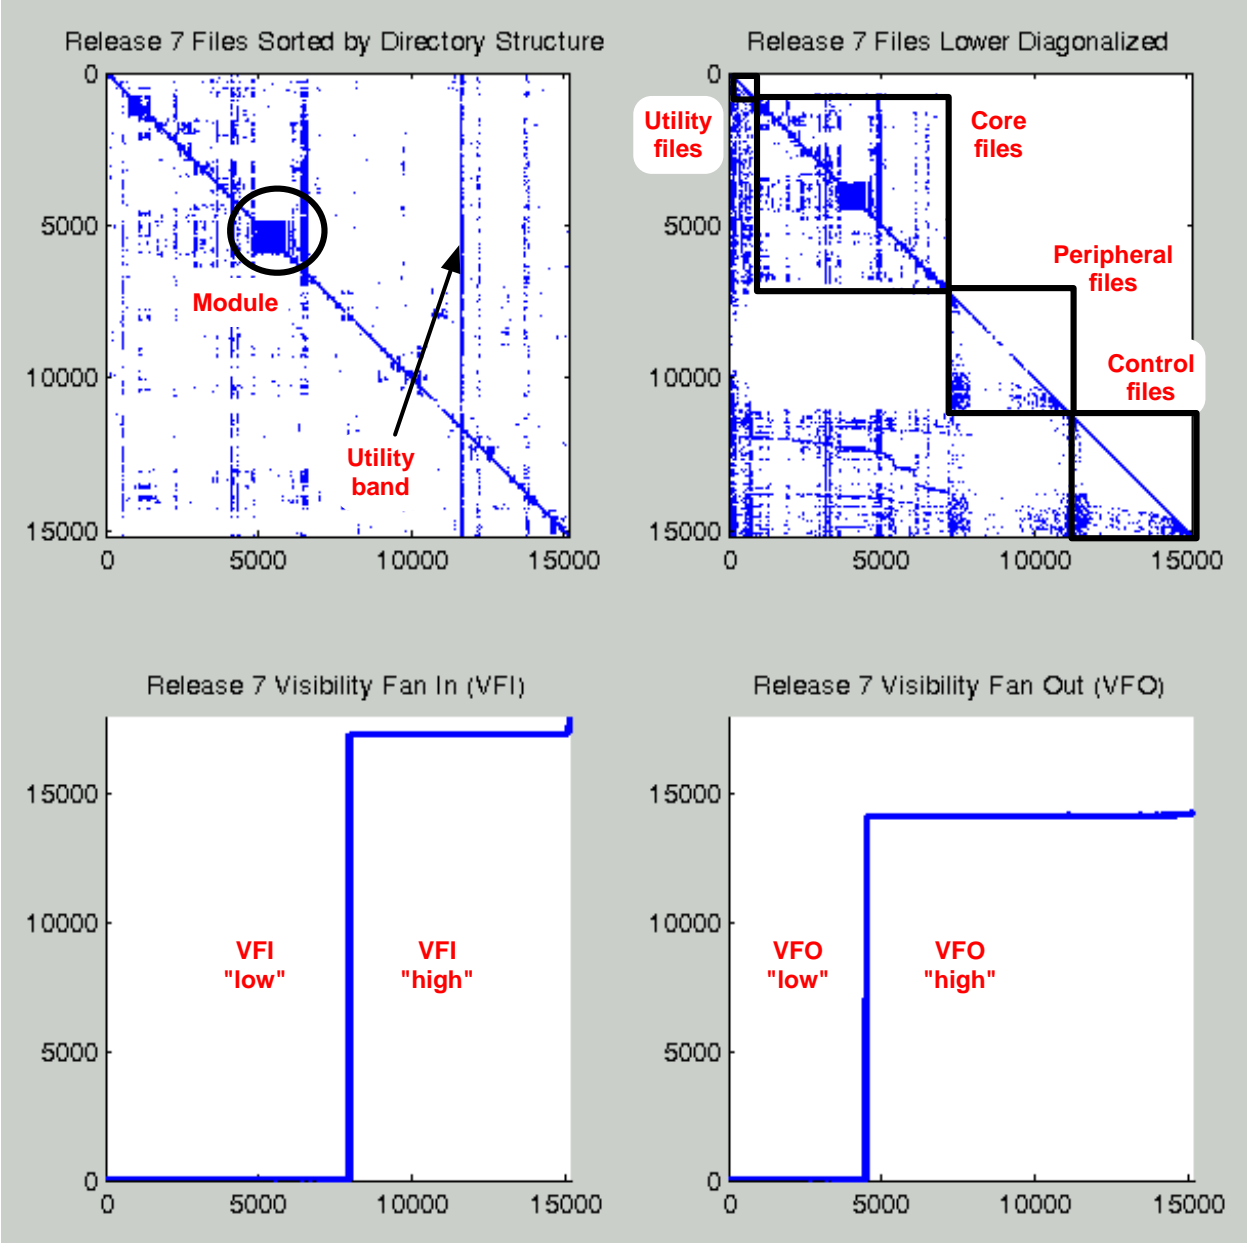 Release 7 Files Sorted by Directory Structure
0
5000
10000
15000
0
5000
10000
15000
Module
Utility
band
Release 7 Files Lower Diagonalized
0
5000
10000
15000
0
5000
10000
15000
Utility
files
Core
files
Peripheral
files
Control
files
Release 7 Visibility Fan In (VFI)
15000
10000
5000
0
0
5000
10000
15000
VFI
"low"
VFI
"high"
Release 7 Visibility Fan Out (VFO)
15000
10000
5000
0
0
5000
10000
15000
VFO
"low"
VFO
"high"